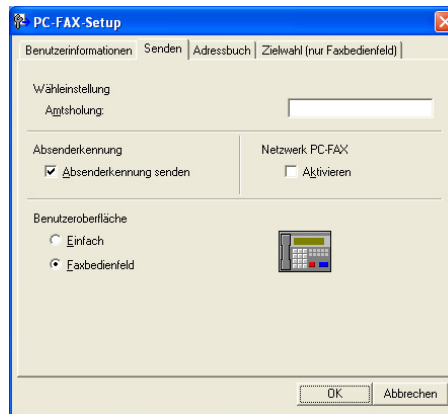 PC-FAX-Setup
Benutzerinformationen Senden Adressbuch Zielwahl (nur Faxbedienfeld)
Wähleinstellung
Amtsholung:
Absenderkennung Netzwerk PC-FAX
Absenderkennung senden Aktivieren
Benutzeroberfläche
Einfach
Faxbedienfeld
OK Abbrechen